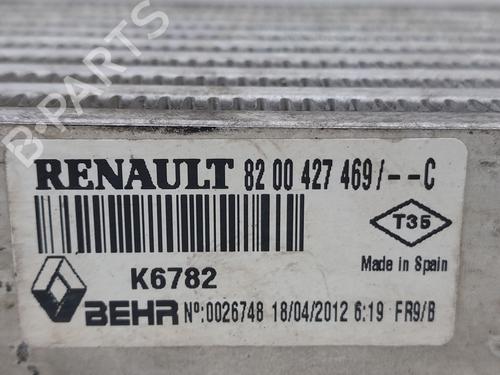 B-PARTS
RENAULT 82 00 427 469/--C
T35
K6782
Made in Spain
BEHR Nº:0026748 18/04/2012 6:19 FR9/B